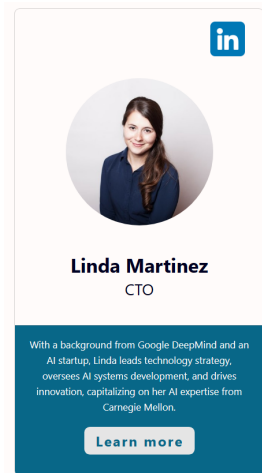 in
Linda Martinez
CTO
With a background from Google DeepMind and an
AI startup, Linda leads technology strategy,
oversees AI systems development, and drives
innovation, capitalizing on her AI expertise from
Carnegie Mellon.
Learn more